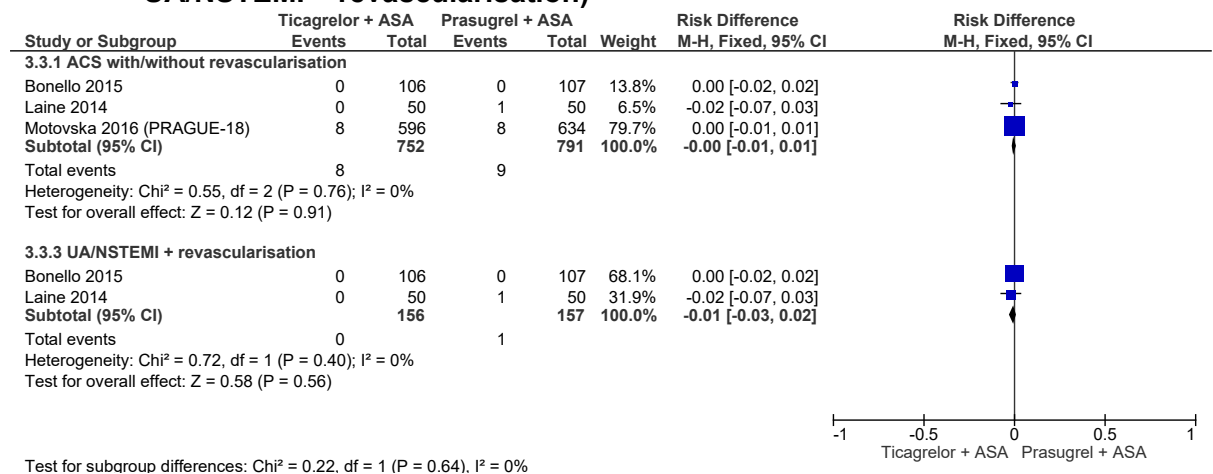 UA/NSTEMI + revascularisation)
Ticagrelor + ASA Prasugrel + ASA Risk Difference Risk Difference
Study or Subgroup Events Total Events Total Weight M-H, Fixed, 95% CI M-H, Fixed, 95% CI
3.3.1 ACS with/without revascularisation
Bonello 2015 0 106 0 107 13.8% 0.00 [-0.02, 0.02]
Laine 2014 0 50 1 50 6.5% -0.02 [-0.07, 0.03]
Motovska 2016 (PRAGUE-18) 8 596 8 634 79.7% 0.00 [-0.01, 0.01]
Subtotal (95% CI) 752 791 100.0% -0.00 [-0.01, 0.01]
Total events 8 9
Heterogeneity: Chi² = 0.55, df = 2 (P = 0.76); I² = 0%
Test for overall effect: Z = 0.12 (P = 0.91)
3.3.3 UA/NSTEMI + revascularisation
Bonello 2015 0 106 0 107 68.1% 0.00 [-0.02, 0.02]
Laine 2014 0 50 1 50 31.9% -0.02 [-0.07, 0.03]
Subtotal (95% CI) 156 157 100.0% -0.01 [-0.03, 0.02]
Total events 0 1
Heterogeneity: Chi² = 0.72, df = 1 (P = 0.40); I² = 0%
Test for overall effect: Z = 0.58 (P = 0.56)
-1 -0.5 0 0.5 1
Ticagrelor + ASA Prasugrel + ASA
Test for subgroup differences: Chi² = 0.22, df = 1 (P = 0.64), I² = 0%